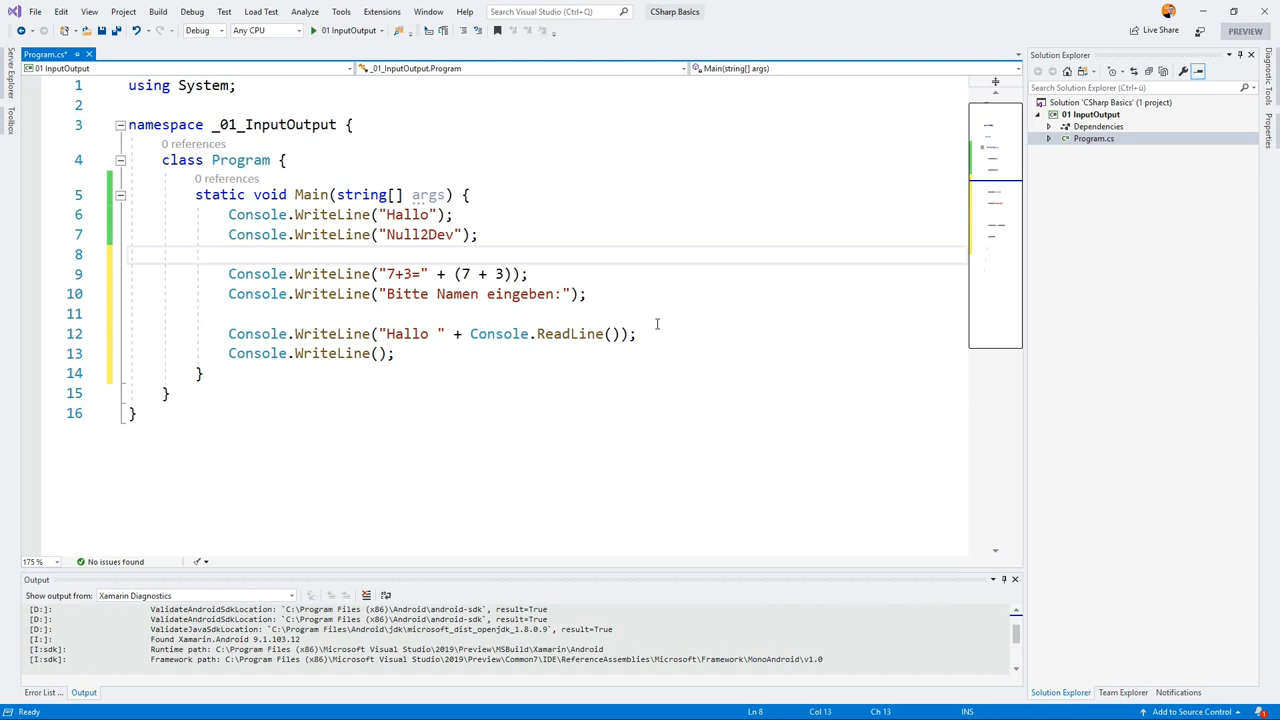 File Edit View Project Build Debug Test Load Test Analyze Tools Extensions Window Help Search Visual Studio (Ctrl+Q) CSharp Basics
Debug Any CPU 01 InputOutput Live Share PREVIEW
Server Explorer
Toolbox
Program.cs*
01 InputOutput _01_InputOutput.Program Main(string[] args)
1 using System;
2
3 namespace _01_InputOutput {
0 references
4 class Program {
0 references
5 static void Main(string[] args) {
6 Console.WriteLine("Hallo");
7 Console.WriteLine("Null2Dev");
8
9 Console.WriteLine("7+3=" + (7 + 3));
10 Console.WriteLine("Bitte Namen eingeben:");
11
12 Console.WriteLine("Hallo " + Console.ReadLine());
13 Console.WriteLine();
14 }
15 }
16 }
175 % No issues found
Output
Show output from: Xamarin Diagnostics
[D:]: ValidateAndroidSdkLocation: `C:\Program Files (x86)\Android\android-sdk`, result=True
[D:]: ValidateAndroidSdkLocation: `C:\Program Files (x86)\Android\android-sdk`, result=True
[D:]: ValidateJavaSdkLocation: `C:\Program Files\Android\jdk\microsoft_dist_openjdk_1.8.0.9`, result=True
[I:]: Found Xamarin.Android 9.1.103.12
[I:sdk]: Runtime path: C:\Program Files (x86)\Microsoft Visual Studio\2019\Preview\MSBuild\Xamarin\Android
[I:sdk]: Framework path: C:\Program Files (x86)\Microsoft Visual Studio\2019\Preview\Common7\IDE\ReferenceAssemblies\Microsoft\Framework\MonoAndroid\v1.0
Error List ... Output
Solution Explorer
Search Solution Explorer (Ctrl+ü)
Solution 'CSharp Basics' (1 project)
01 InputOutput
Dependencies
Program.cs
Solution Explorer Team Explorer Notifications
Diagnostic Tools
Properties
Ready Ln 8 Col 13 Ch 13 INS Add to Source Control 1